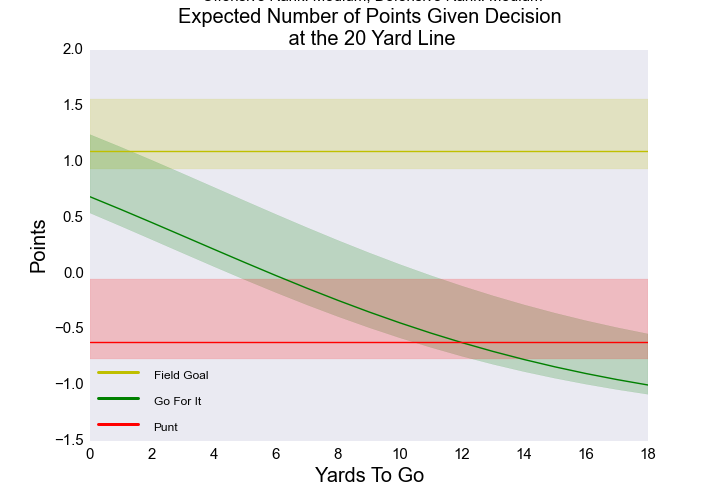 Expected Number of Points Given Decision
at the 20 Yard Line
2.0
1.5
1.0
0.5
0.0
−0.5
−1.0
−1.5
Points
Field Goal
Go For It
Punt
0 2 4 6 8 10 12 14 16 18
Yards To Go